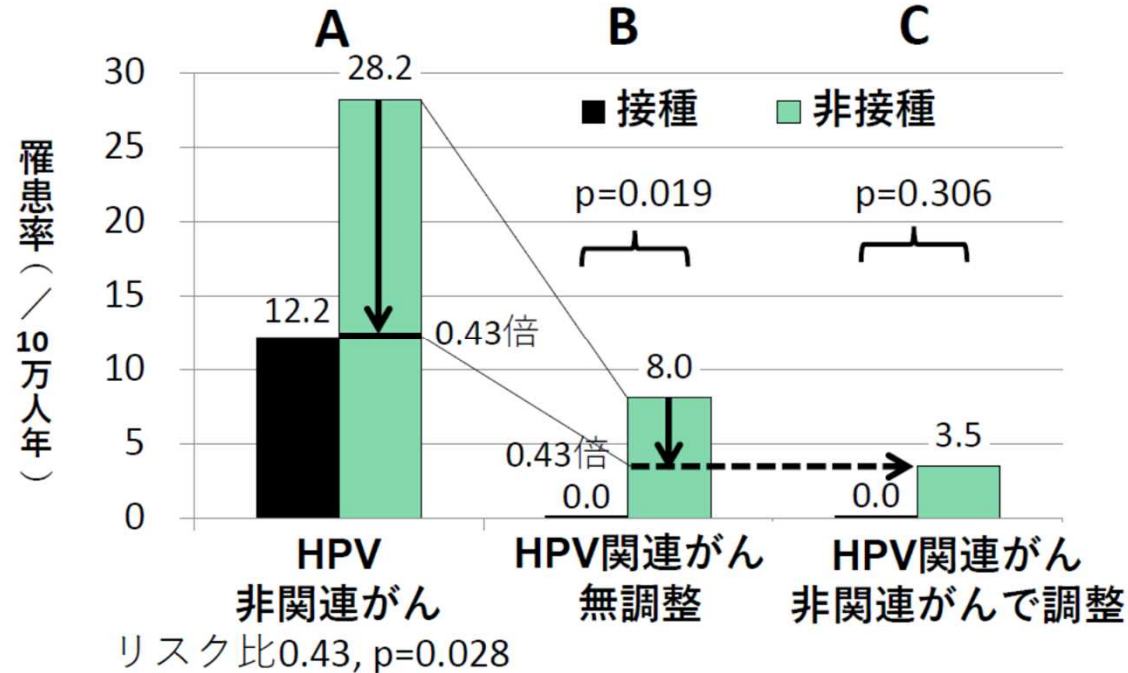 A
B
C
罹患率(/10万人年)
30
25
20
15
10
5
0
接種
非接種
28.2
12.2
0.43倍
p=0.019
p=0.306
8.0
0.43倍
0.0
3.5
0.0
HPV
非関連がん
HPV関連がん
無調整
HPV関連がん
非関連がんで調整
リスク比0.43, p=0.028